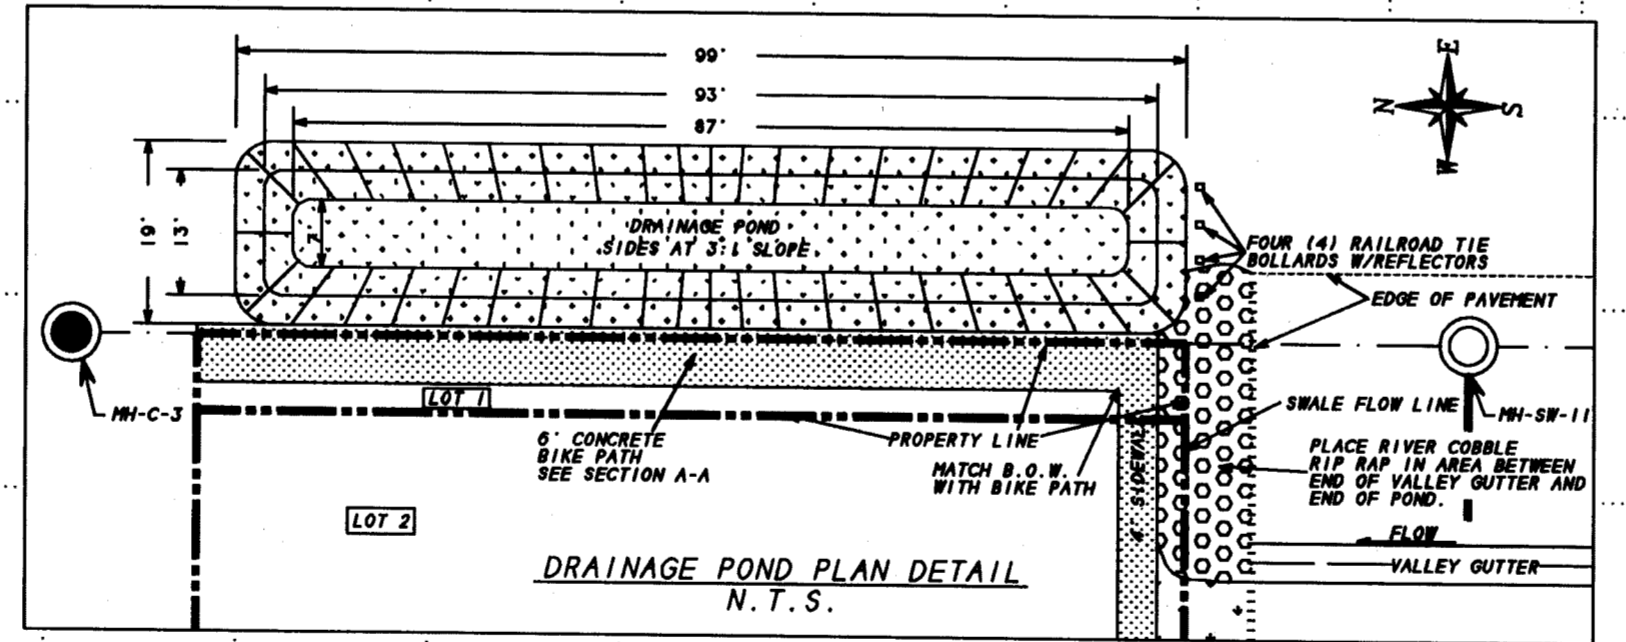 99'
E
N
S
W
93'
87'
19'
13'
7'
DRAINAGE POND
SIDES AT 3:1 SLOPE
FOUR (4) RAILROAD TIE
BOLLARDS W/REFLECTORS
EDGE OF PAVEMENT
MH-C-3
LOT 1
6' CONCRETE
BIKE PATH
SEE SECTION A-A
PROPERTY LINE
MATCH B.O.W.
WITH BIKE PATH
4' SIDEWALK
SWALE FLOW LINE
MH-SW-11
PLACE RIVER COBBLE
RIP RAP IN AREA BETWEEN
END OF VALLEY GUTTER AND
END OF POND.
LOT 2
FLOW
VALLEY GUTTER
DRAINAGE POND PLAN DETAIL
N.T.S.